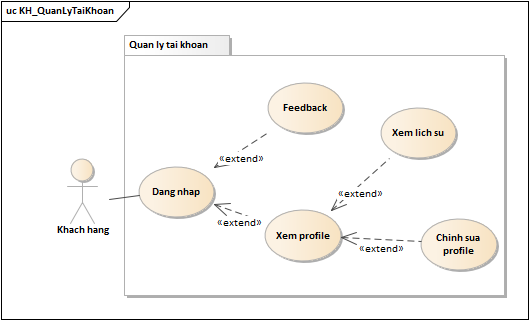 uc KH_QuanLyTaiKhoan
Quan ly tai khoan
Feedback
Xem lich su
«extend»
Dang nhap
«extend»
Khach hang
«extend»
Xem profile
Chinh sua
profile
«extend»